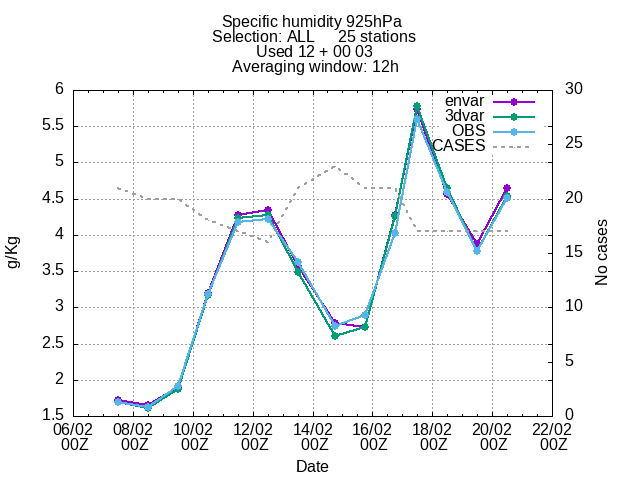 Specific humidity 925hPa
Selection: ALL 25 stations
Used 12 + 00 03
Averaging window: 12h
envar
3dvar
OBS
CASES
6
5.5
5
4.5
4
3.5
3
2.5
2
1.5
g/Kg
30
25
20
15
10
5
0
No cases
06/02 08/02 10/02 12/02 14/02 16/02 18/02 20/02 22/02
00Z 00Z 00Z 00Z 00Z 00Z 00Z 00Z 00Z
Date